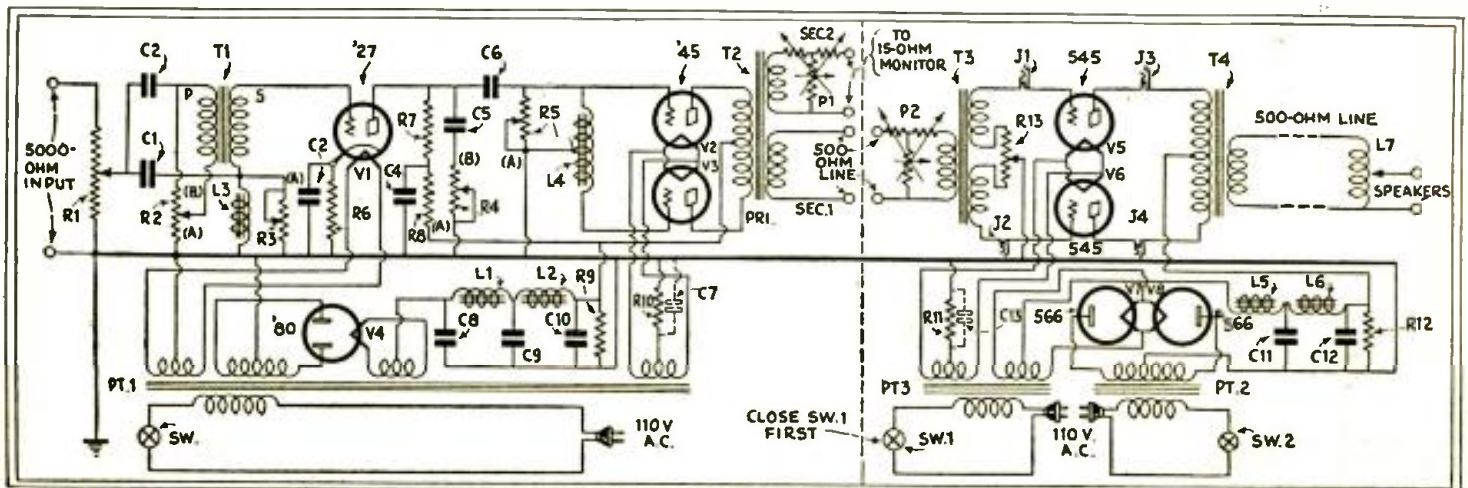 C2
T1
'27
C6
'45
T2
SEC2
TO
15-OHM
MONITOR
T3
J1
545
J3
T4
P
S
P1
P2
R13
500-OHM LINE
L7
5000-
OHM
INPUT
C1
C2
R7
C5
R5
(A)
V2
V3
500-
OHM
LINE
V5
V6
SPEAKERS
R1
R2
(B)
(A)
L3
R3
(A)
V1
R6
C4
(B)
R4
R8
(A)
L4
PRI.
SEC.1
J2
545
J4
L1
L2
R9
R10
C7
'80
V4
C8
C9
C10
R11
C13
566
V7
V8
566
L5
L6
C11
C12
R12
PT.1
PT3
PT.2
SW.
110 V
A.C.
CLOSE SW.1
FIRST
SW.1
110 V.
A.C.
SW.2